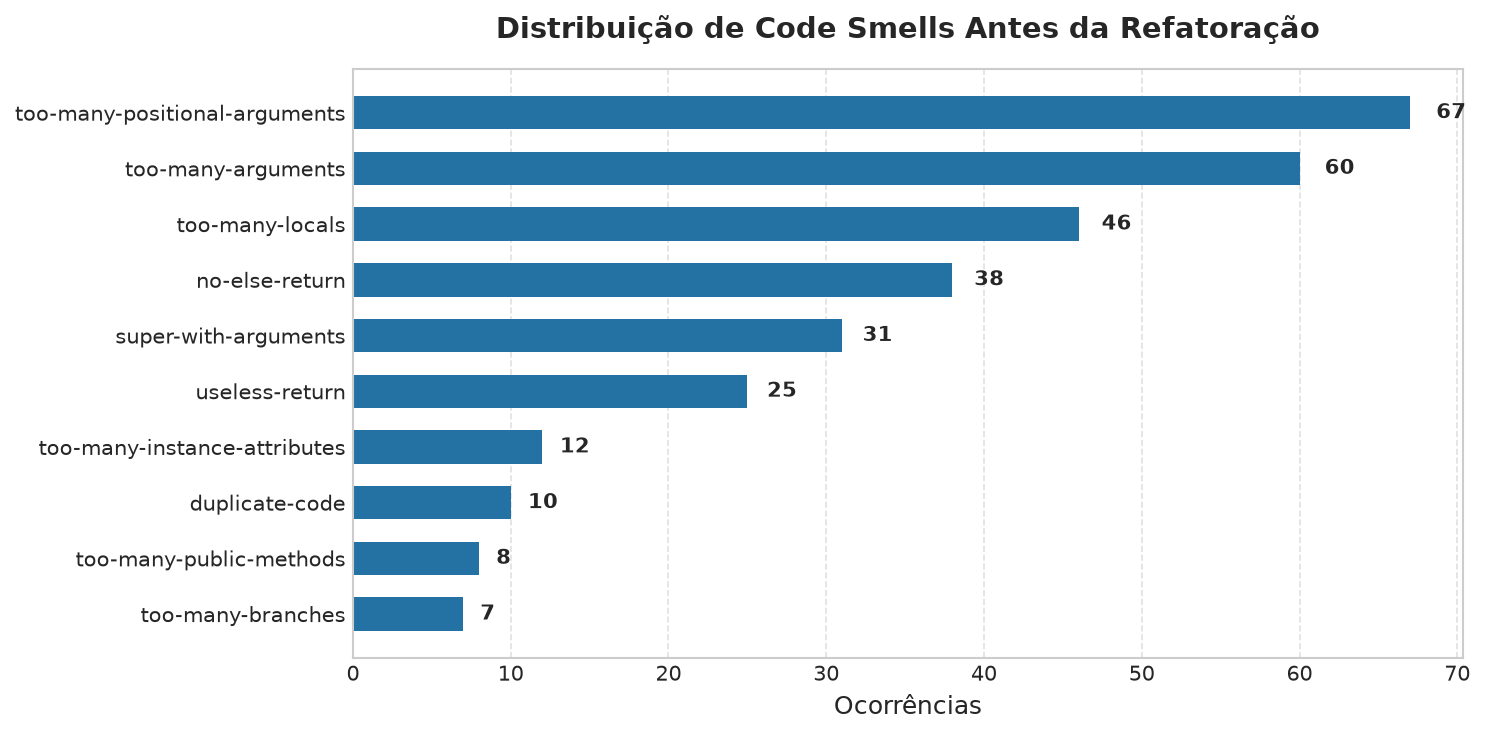 Distribuição de Code Smells Antes da Refatoração
too-many-positional-arguments 67
too-many-arguments 60
too-many-locals 46
no-else-return 38
super-with-arguments 31
useless-return 25
too-many-instance-attributes 12
duplicate-code 10
too-many-public-methods 8
too-many-branches 7
0 10 20 30 40 50 60 70
Ocorrências